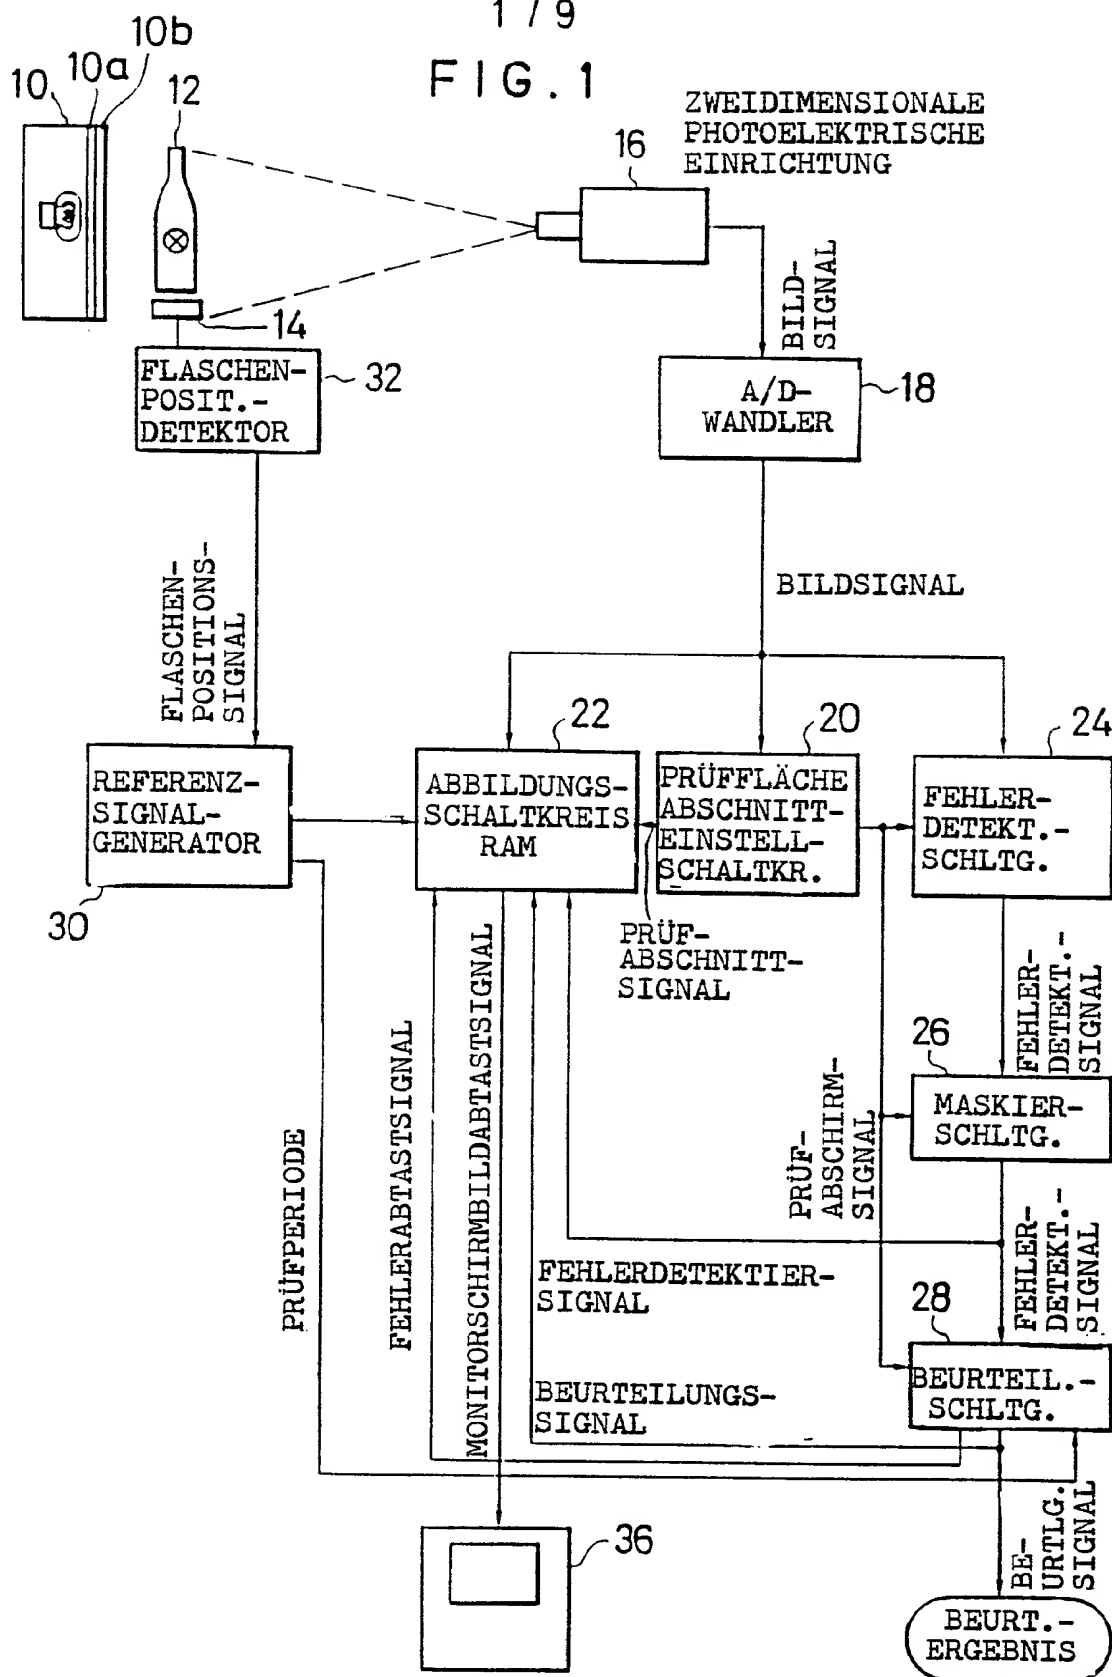 1 / 9
FIG. 1
10
10a
10b
12
16
ZWEIDIMENSIONALE
PHOTOELEKTRISCHE
EINRICHTUNG
14
FLASCHEN-
POSIT.-
DETEKTOR
32
BILD-
SIGNAL
A/D-
WANDLER
18
FLASCHEN-
POSITIONS-
SIGNAL
BILDSIGNAL
REFERENZ-
SIGNAL-
GENERATOR
30
22
ABBILDUNGS-
SCHALTKREIS
RAM
20
PRÜFFLÄCHE
ABSCHNITT-
EINSTELL-
SCHALTKR.
24
FEHLER-
DETEKT.-
SCHLTG.
PRÜF-
ABSCHNITT-
SIGNAL
FEHLER-
DETEKT.-
SIGNAL
26
MASKIER-
SCHLTG.
PRÜFPERIODE
FEHLERABTASTSIGNAL
MONITORSCHIRMBILDABTASTSIGNAL
PRÜF-
ABSCHIRM-
SIGNAL
FEHLERDETEKTIER-
SIGNAL
FEHLER-
DETEKT.-
SIGNAL
28
BEURTEIL.-
SCHLTG.
BEURTEILUNGS-
SIGNAL
36
BE-
URTLG.
SIGNAL
BEURT.-
ERGEBNIS